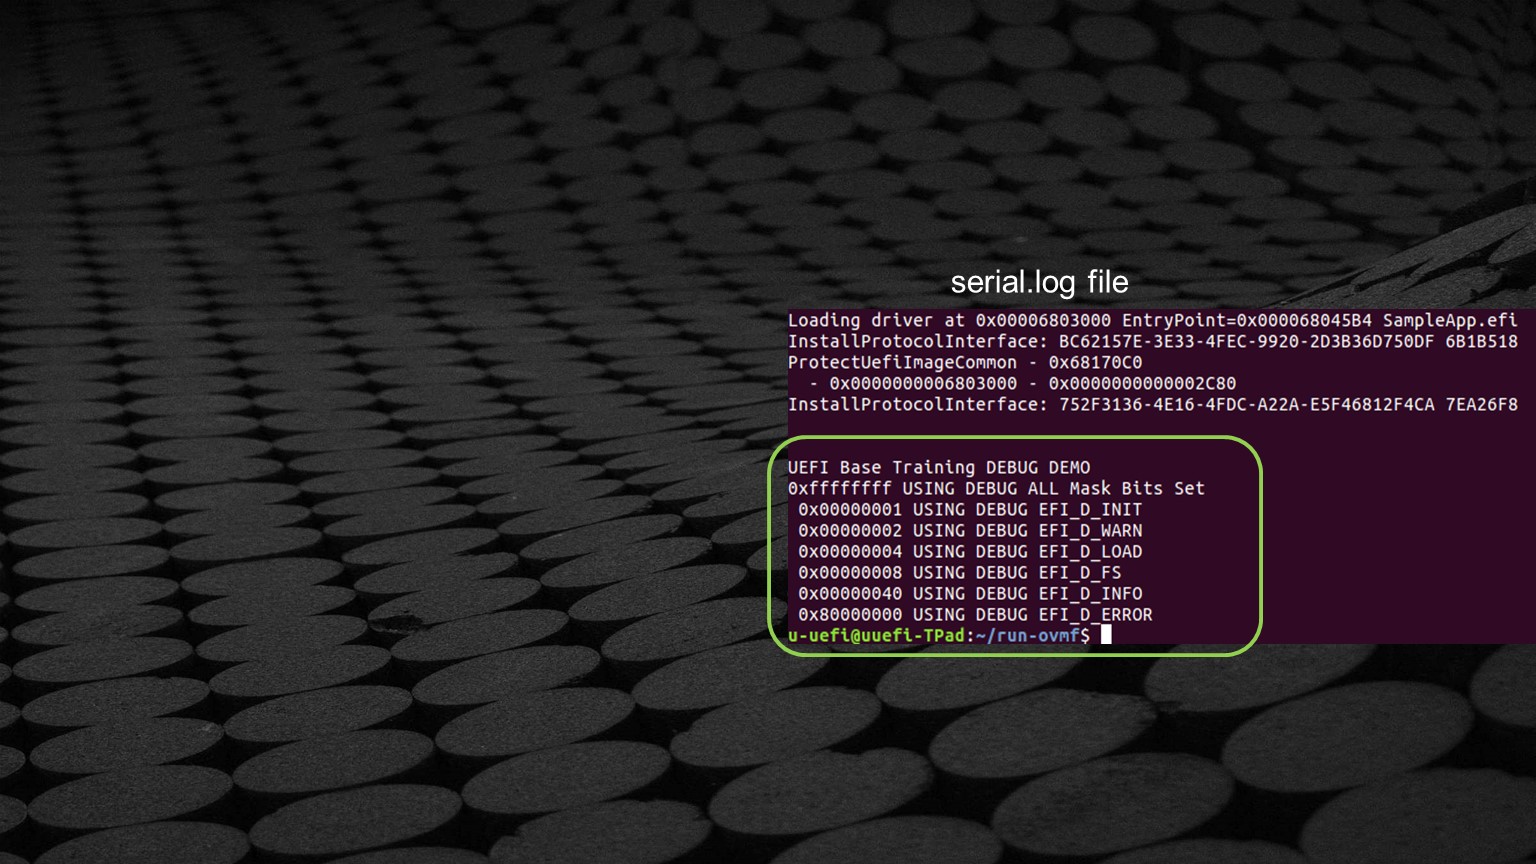 serial.log file
Loading driver at 0x00006803000 EntryPoint=0x000068045B4 SampleApp.efi
InstallProtocolInterface: BC62157E-3E33-4FEC-9920-2D3B36D750DF 6B1B518
ProtectUefiImageCommon - 0x68170C0
  - 0x0000000006803000 - 0x0000000000002C80
InstallProtocolInterface: 752F3136-4E16-4FDC-A22A-E5F46812F4CA 7EA26F8
UEFI Base Training DEBUG DEMO
0xffffffff USING DEBUG ALL Mask Bits Set
 0x00000001 USING DEBUG EFI_D_INIT
 0x00000002 USING DEBUG EFI_D_WARN
 0x00000004 USING DEBUG EFI_D_LOAD
 0x00000008 USING DEBUG EFI_D_FS
 0x00000040 USING DEBUG EFI_D_INFO
 0x80000000 USING DEBUG EFI_D_ERROR
u-uefi@uuefi-TPad:~/run-ovmf$